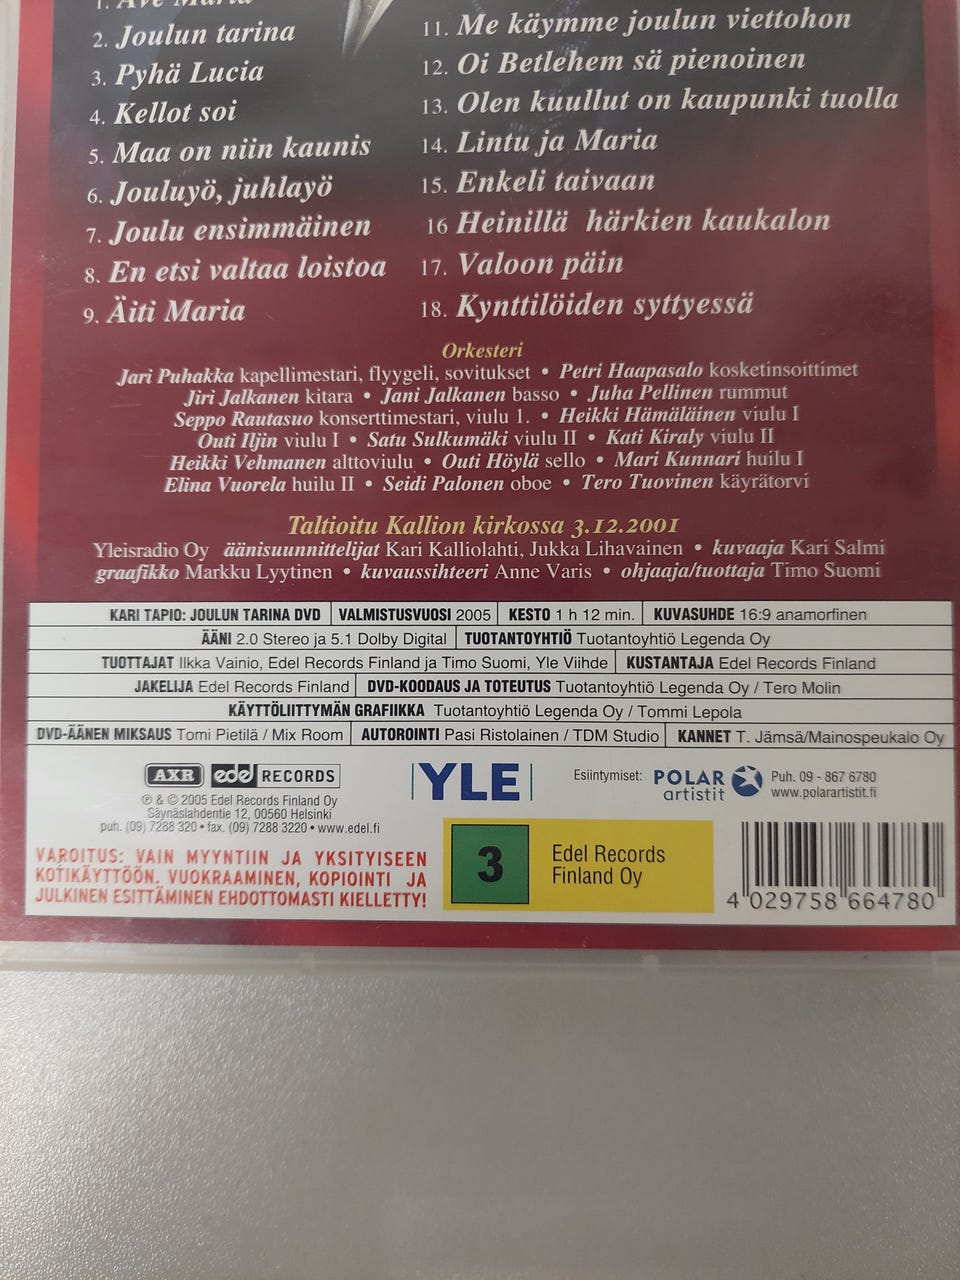 1. Ave Maria
2. Joulun tarina
3. Pyhä Lucia
4. Kellot soi
5. Maa on niin kaunis
6. Jouluyö, juhlayö
7. Joulu ensimmäinen
8. En etsi valtaa loistoa
9. Äiti Maria
11. Me käymme joulun viettohon
12. Oi Betlehem sä pienoinen
13. Olen kuullut on kaupunki tuolla
14. Lintu ja Maria
15. Enkeli taivaan
16 Heinillä härkien kaukalon
17. Valoon päin
18. Kynttilöiden syttyessä
Orkesteri
Jari Puhakka kapellimestari, flyygeli, sovitukset • Petri Haapasalo kosketinsoittimet
Jiri Jalkanen kitara • Jani Jalkanen basso • Juha Pellinen rummut
Seppo Rautasuo konserttimestari, viulu 1. • Heikki Hämäläinen viulu I
Outi Iljin viulu I • Satu Sulkumäki viulu II • Kati Kiraly viulu II
Heikki Vehmanen alttoviulu • Outi Höylä sello • Mari Kunnari huilu I
Elina Vuorela huilu II • Seidi Palonen oboe • Tero Tuovinen käyrätorvi
Taltioitu Kallion kirkossa 3.12.2001
Yleisradio Oy äänisuunnittelijat Kari Kalliolahti, Jukka Lihavainen • kuvaaja Kari Salmi
graafikko Markku Lyytinen • kuvaussihteeri Anne Varis • ohjaaja/tuottaja Timo Suomi
KARI TAPIO: JOULUN TARINA DVD VALMISTUSVUOSI 2005 KESTO 1 h 12 min. KUVASUHDE 16:9 anamorfinen
ÄÄNI 2.0 Stereo ja 5.1 Dolby Digital TUOTANTOYHTIÖ Tuotantoyhtiö Legenda Oy
TUOTTAJAT Ilkka Vainio, Edel Records Finland ja Timo Suomi, Yle Viihde KUSTANTAJA Edel Records Finland
JAKELIJA Edel Records Finland DVD-KOODAUS JA TOTEUTUS Tuotantoyhtiö Legenda Oy / Tero Molin
KÄYTTÖLIITTYMÄN GRAFIIKKA Tuotantoyhtiö Legenda Oy / Tommi Lepola
DVD-ÄÄNEN MIKSAUS Tomi Pietilä / Mix Room AUTOROINTI Pasi Ristolainen / TDM Studio KANNET T. Jämsä/Mainospeukalo Oy
AXR edel RECORDS
℗ & © 2005 Edel Records Finland Oy
Säynäslahdentie 12, 00560 Helsinki
puh. (09) 7288 320 • fax. (09) 7288 3220 • www.edel.fi
YLE
Esiintymiset: POLAR artistit
Puh. 09 - 867 6780
www.polarartistit.fi
VAROITUS: VAIN MYYNTIIN JA YKSITYISEEN
KOTIKÄYTTÖÖN. VUOKRAAMINEN, KOPIOINTI JA
JULKINEN ESITTÄMINEN EHDOTTOMASTI KIELLETTY!
3
Edel Records
Finland Oy
4 029758 664780